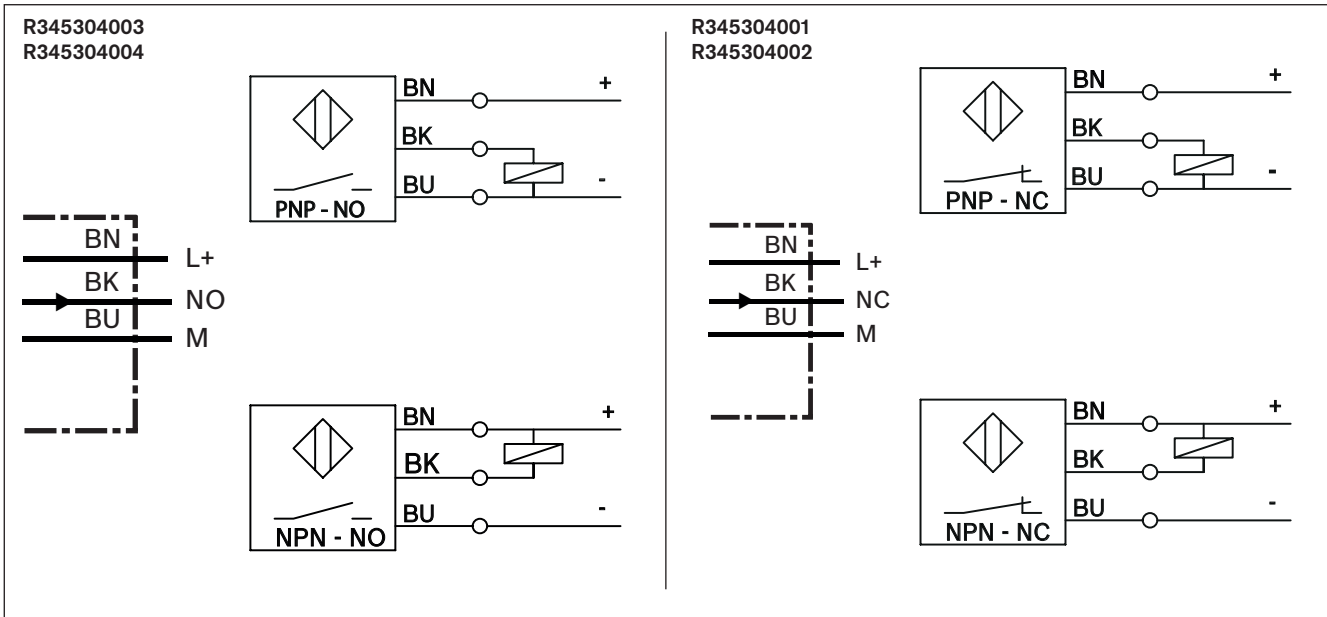 R345304003
R345304004
BN
+
BK
BU
-
PNP - NO
BN
L+
BK
NO
BU
M
BN
+
BK
BU
-
NPN - NO
R345304001
R345304002
BN
+
BK
BU
-
PNP - NC
BN
L+
BK
NC
BU
M
BN
+
BK
BU
-
NPN - NC